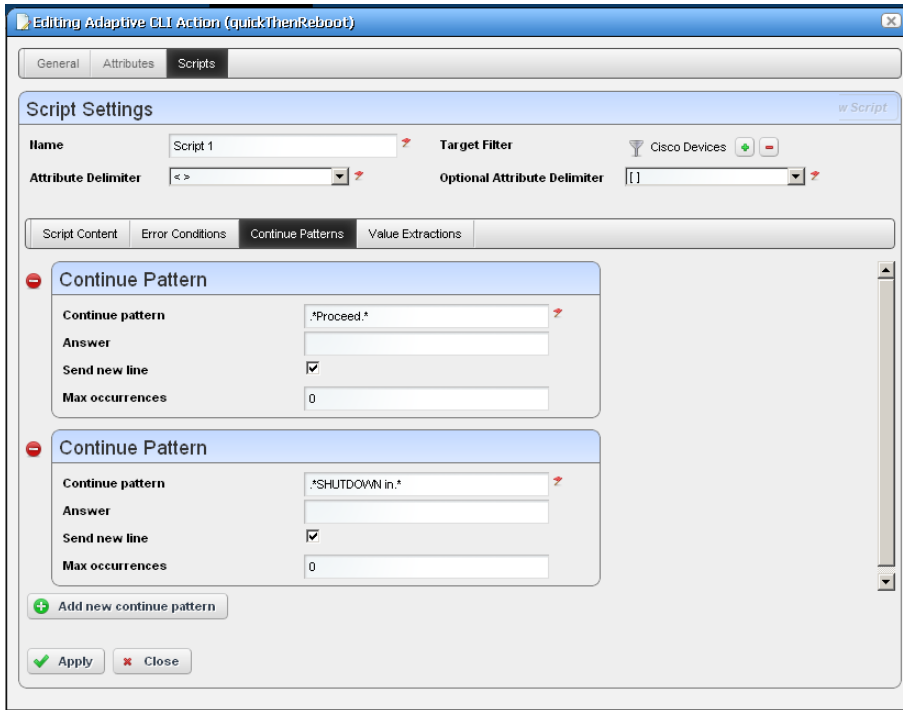 Editing Adaptive CLI Action (quickThenReboot)
General Attributes Scripts
Script Settings w Script
Name Script 1 Target Filter Cisco Devices
Attribute Delimiter < > Optional Attribute Delimiter [ ]
Script Content Error Conditions Continue Patterns Value Extractions
Continue Pattern
Continue pattern .*Proceed.*
Answer
Send new line
Max occurrences 0
Continue Pattern
Continue pattern .*SHUTDOWN in.*
Answer
Send new line
Max occurrences 0
Add new continue pattern
Apply Close